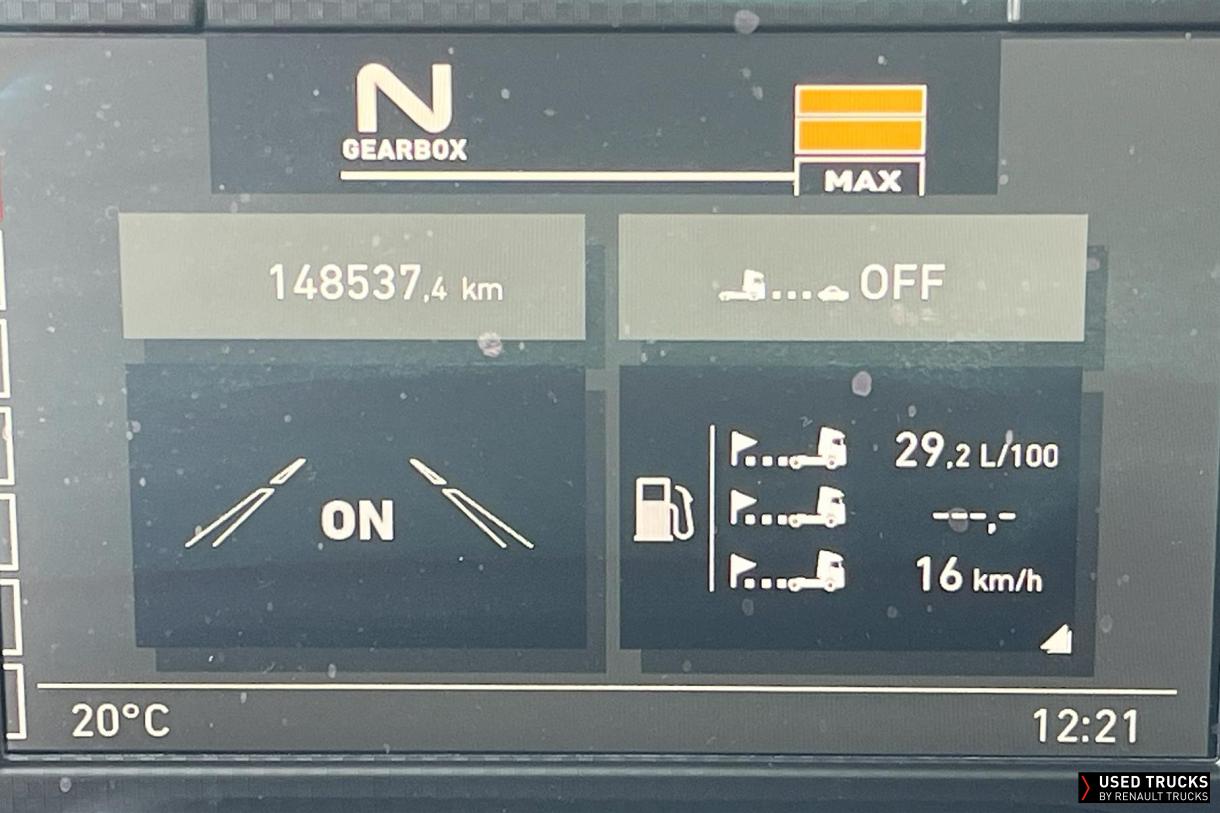 N
GEARBOX
MAX
148537,4 km
OFF
ON
29,2 L/100
---,-
16 km/h
20°C
12:21
USED TRUCKS
BY RENAULT TRUCKS